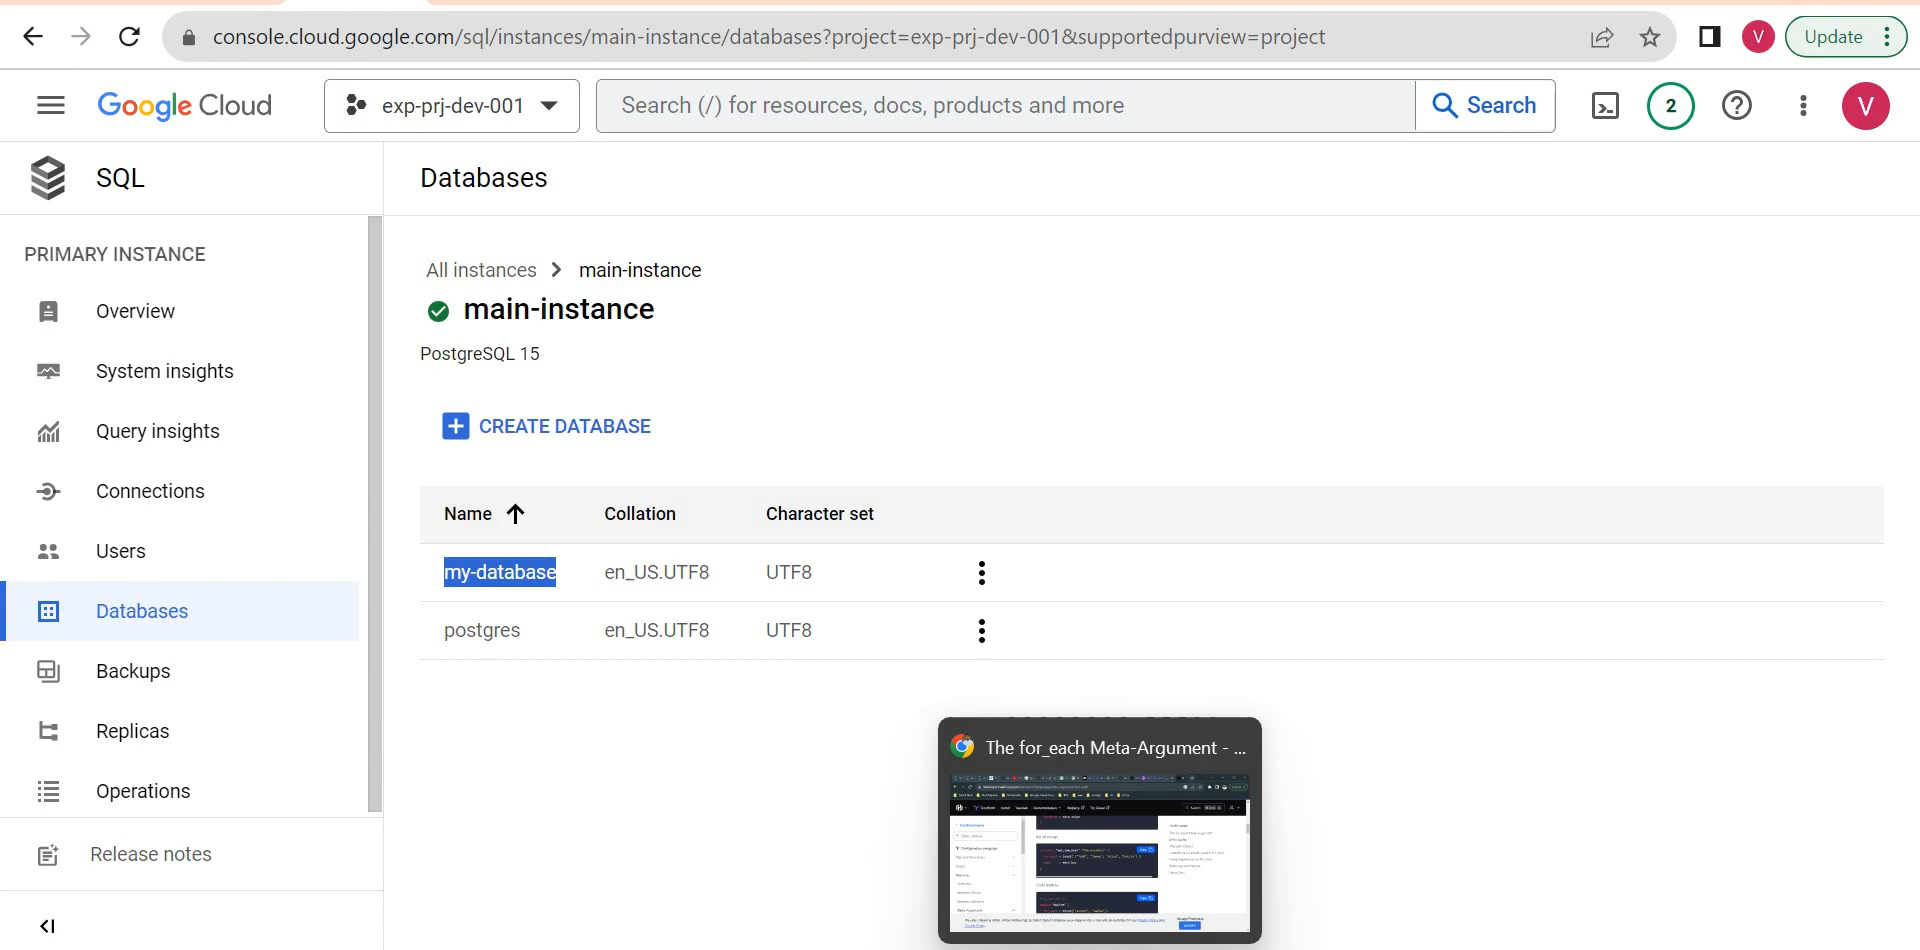 console.cloud.google.com/sql/instances/main-instance/databases?project=exp-prj-dev-001&supportedpurview=project
V
Update
Google Cloud
exp-prj-dev-001
Search (/) for resources, docs, products and more
Search
2
V
SQL
Databases
PRIMARY INSTANCE
Overview
System insights
Query insights
Connections
Users
Databases
Backups
Replicas
Operations
Release notes
All instances > main-instance
main-instance
PostgreSQL 15
CREATE DATABASE
Name Collation Character set
my-database en_US.UTF8 UTF8
postgres en_US.UTF8 UTF8
The for_each Meta-Argument - ...